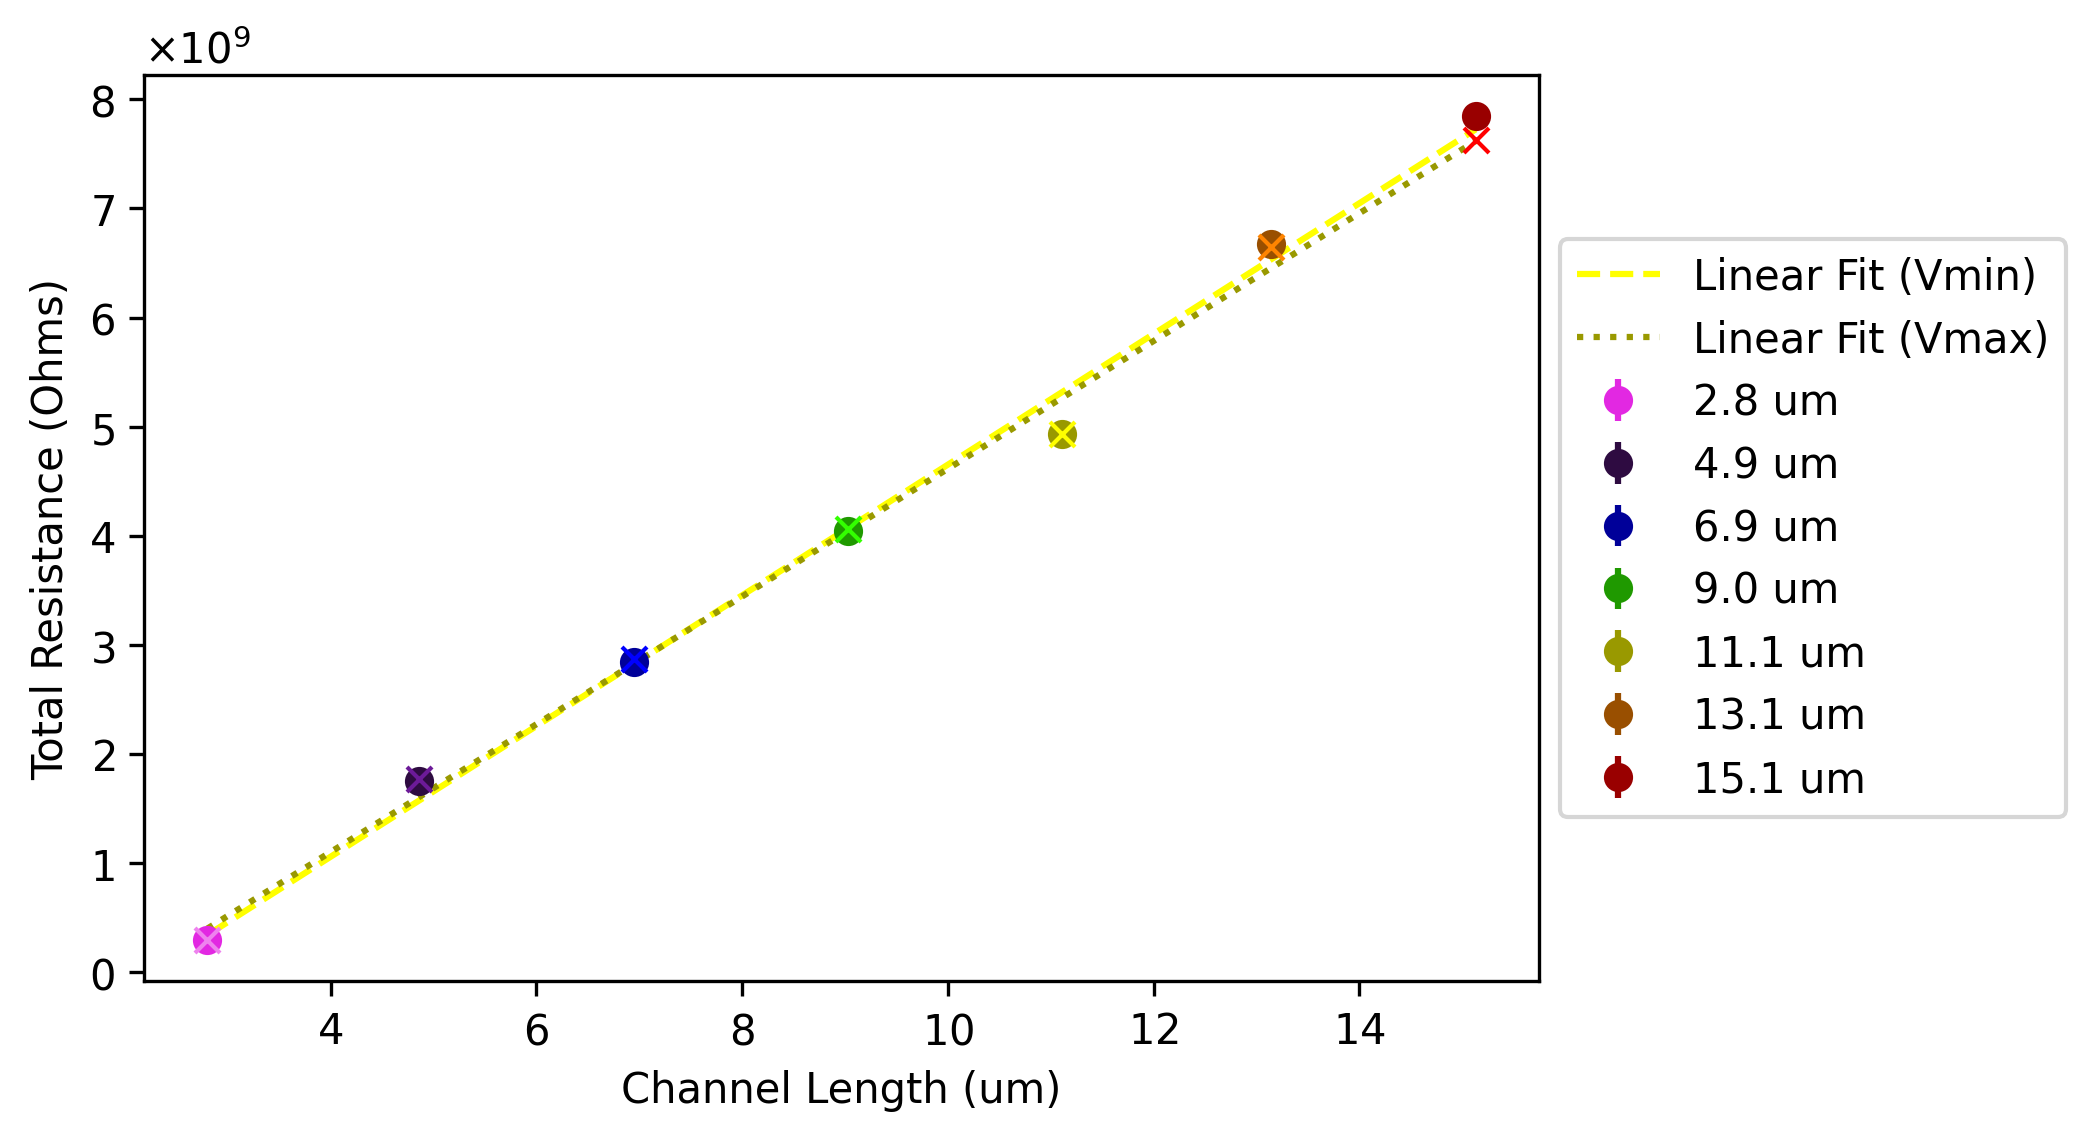 ×10⁹
8
7
6
5
4
3
2
1
0
Total Resistance (Ohms)
4 6 8 10 12 14
Channel Length (um)
Linear Fit (Vmin)
Linear Fit (Vmax)
2.8 um
4.9 um
6.9 um
9.0 um
11.1 um
13.1 um
15.1 um